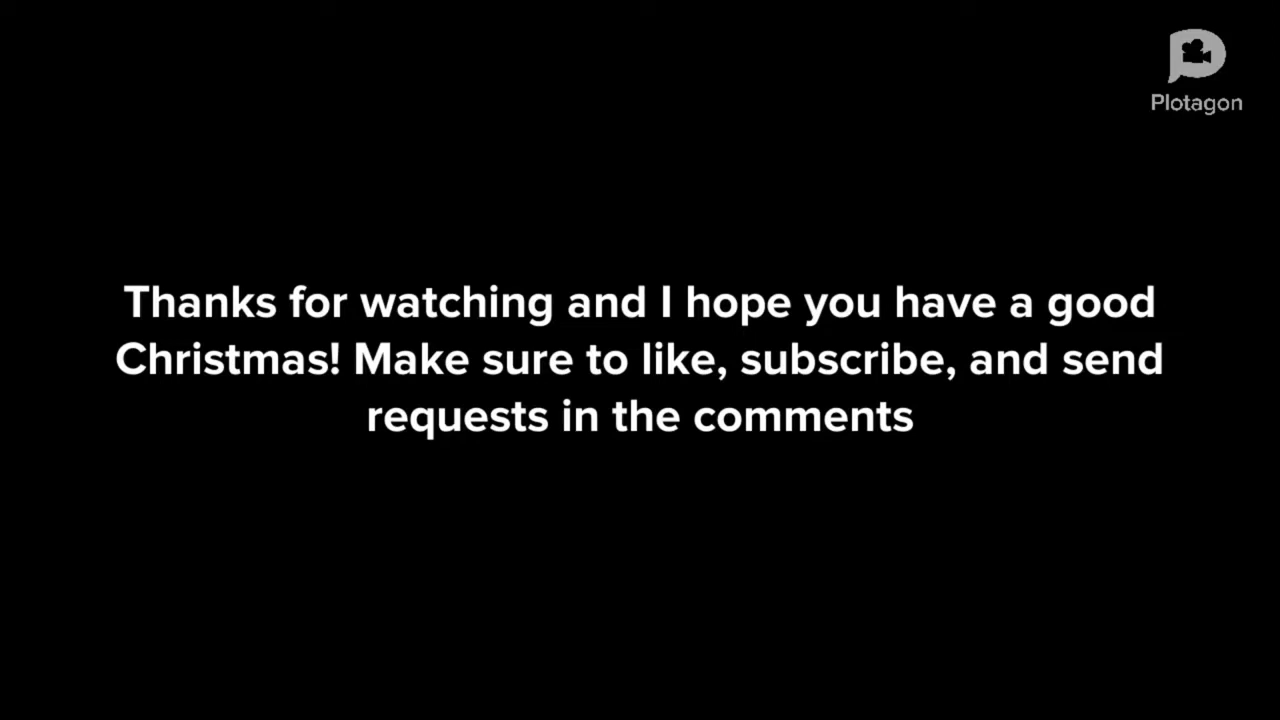 Plotagon
Thanks for watching and I hope you have a good
Christmas! Make sure to like, subscribe, and send
requests in the comments